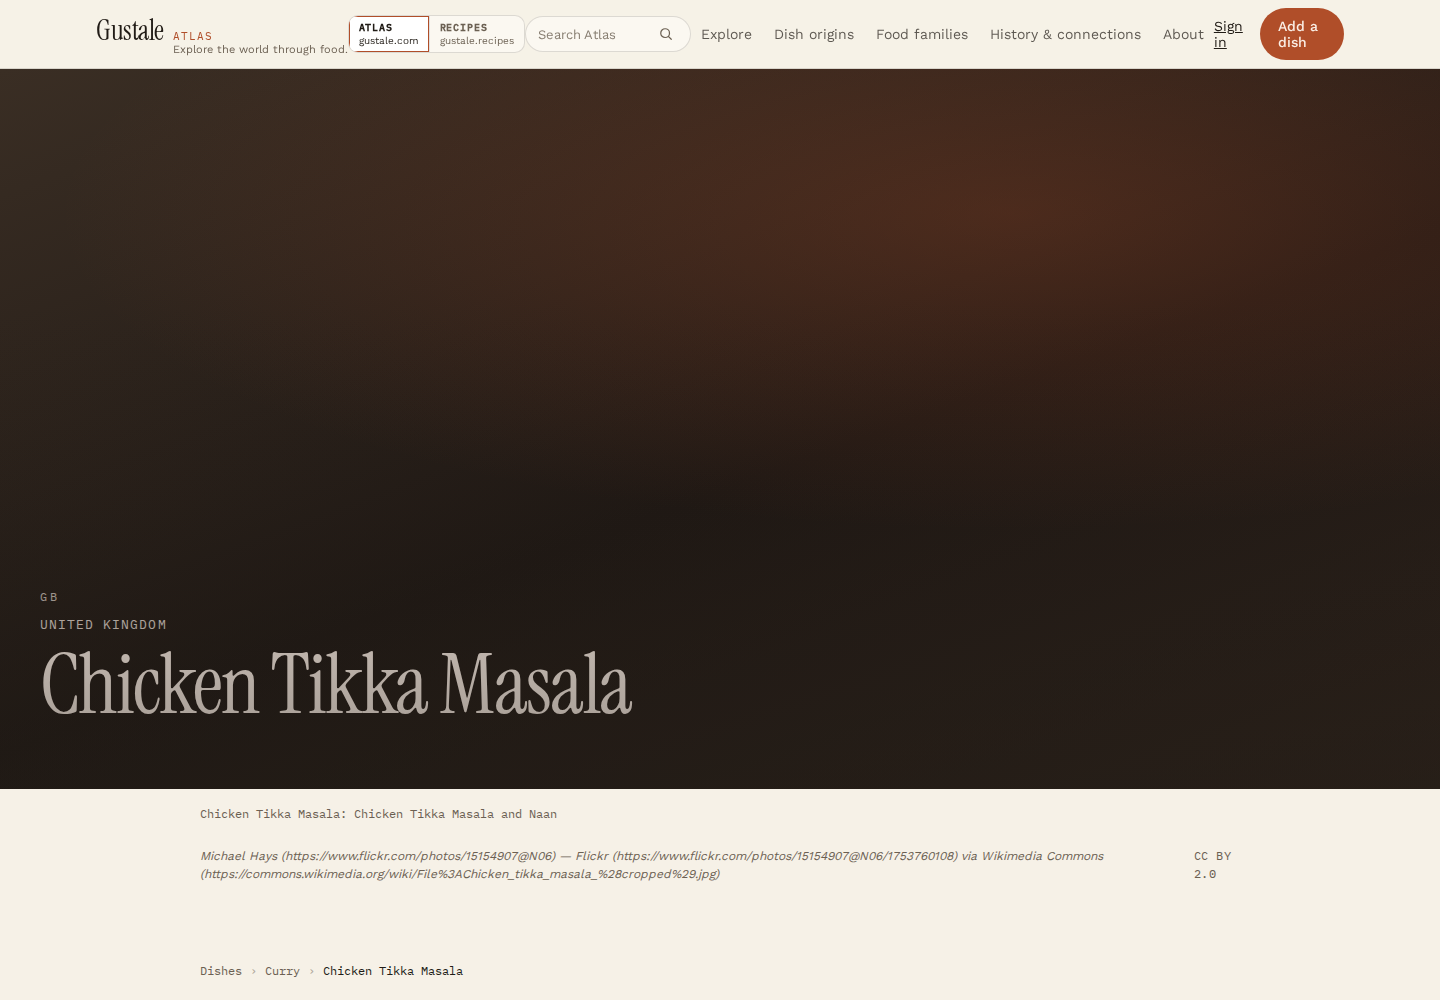 Gustale ATLAS
Explore the world through food.
ATLAS
gustale.com
RECIPES
gustale.recipes
Search Atlas
Explore
Dish origins
Food families
History & connections
About
Sign
in
Add a
dish
GB
UNITED KINGDOM
Chicken Tikka Masala
Chicken Tikka Masala: Chicken Tikka Masala and Naan
Michael Hays (https://www.flickr.com/photos/15154907@N06) — Flickr (https://www.flickr.com/photos/15154907@N06/1753760108) via Wikimedia Commons
(https://commons.wikimedia.org/wiki/File%3AChicken_tikka_masala_%28cropped%29.jpg)
CC BY
2.0
Dishes › Curry › Chicken Tikka Masala